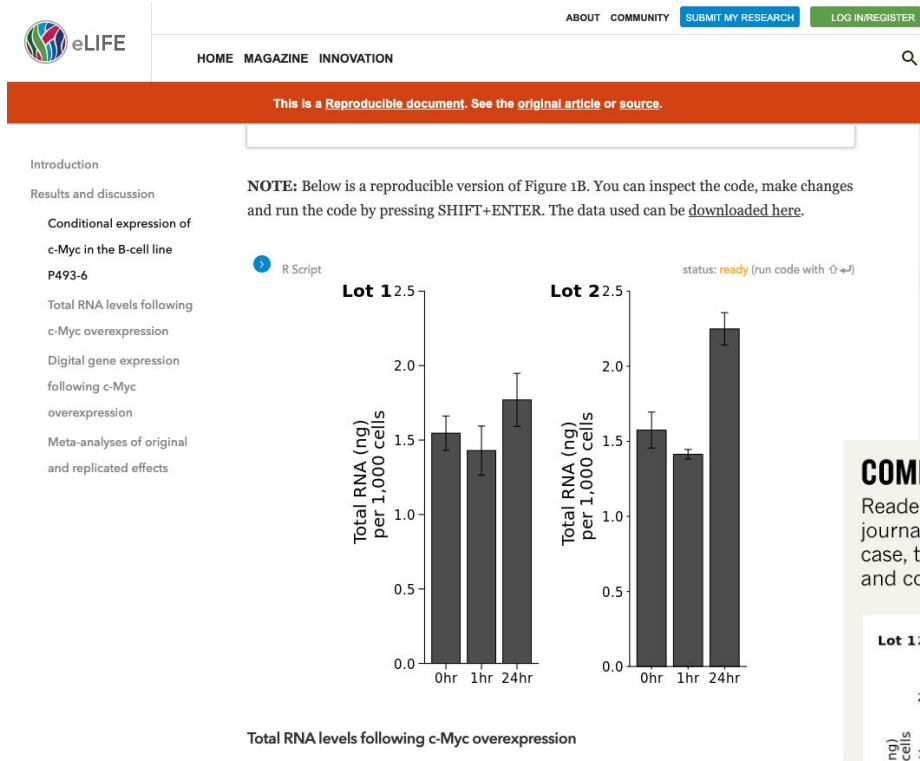 eLIFE
ABOUT COMMUNITY SUBMIT MY RESEARCH LOG IN/REGISTER
HOME MAGAZINE INNOVATION
This is a Reproducible document. See the original article or source.
Introduction
Results and discussion
Conditional expression of
c-Myc in the B-cell line
P493-6
Total RNA levels following
c-Myc overexpression
Digital gene expression
following c-Myc
overexpression
Meta-analyses of original
and replicated effects
NOTE: Below is a reproducible version of Figure 1B. You can inspect the code, make changes
and run the code by pressing SHIFT+ENTER. The data used can be downloaded here.
R Script
status: ready (run code with ⇧↵)
Lot 1
2.5
2.0
1.5
1.0
0.5
0.0
Total RNA (ng)
per 1,000 cells
0hr 1hr 24hr
Lot 2
2.5
2.0
1.5
1.0
0.5
0.0
Total RNA (ng)
per 1,000 cells
0hr 1hr 24hr
Total RNA levels following c-Myc overexpression
COM
Reade
journa
case, t
and co
Lot 1
ng)
cells